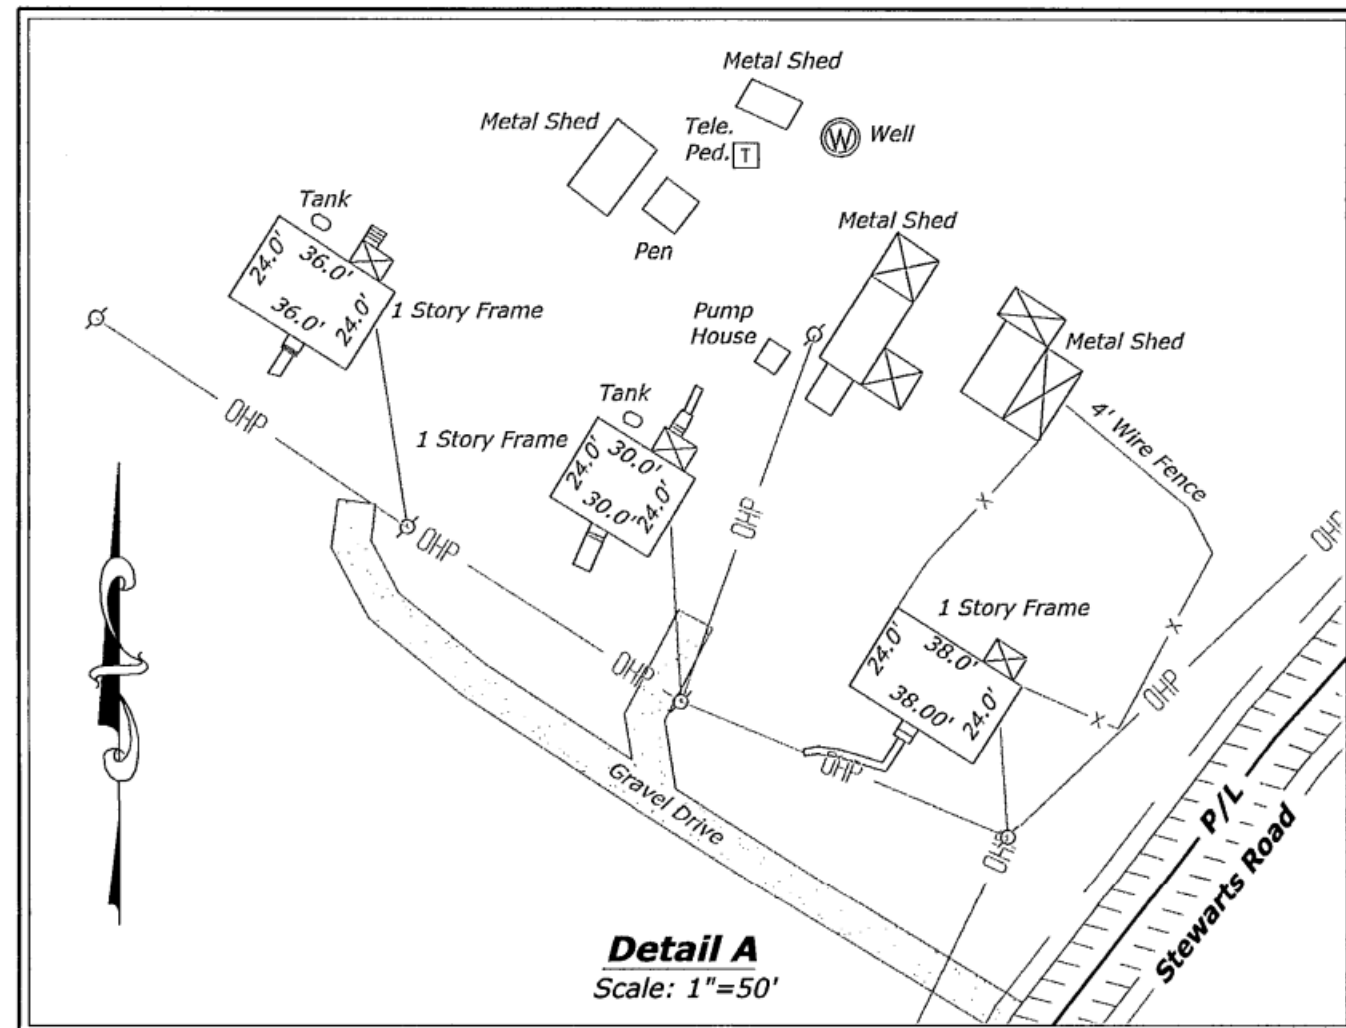 Metal Shed
Metal Shed
Tele.
Ped.
T
W
Well
Tank
Pen
Metal Shed
24.0'
36.0'
36.0'
24.0'
1 Story Frame
Pump
House
Metal Shed
OHP
Tank
1 Story Frame
24.0'
30.0'
30.0"
24.0'
4' Wire Fence
X
OHP
OHP
OHP
OHP
1 Story Frame
24.0'
38.0'
38.00'
24.0'
X
X
OHP
OHP
OHP
Gravel Drive
P/L
Stewarts Road
Detail A
Scale: 1"=50'